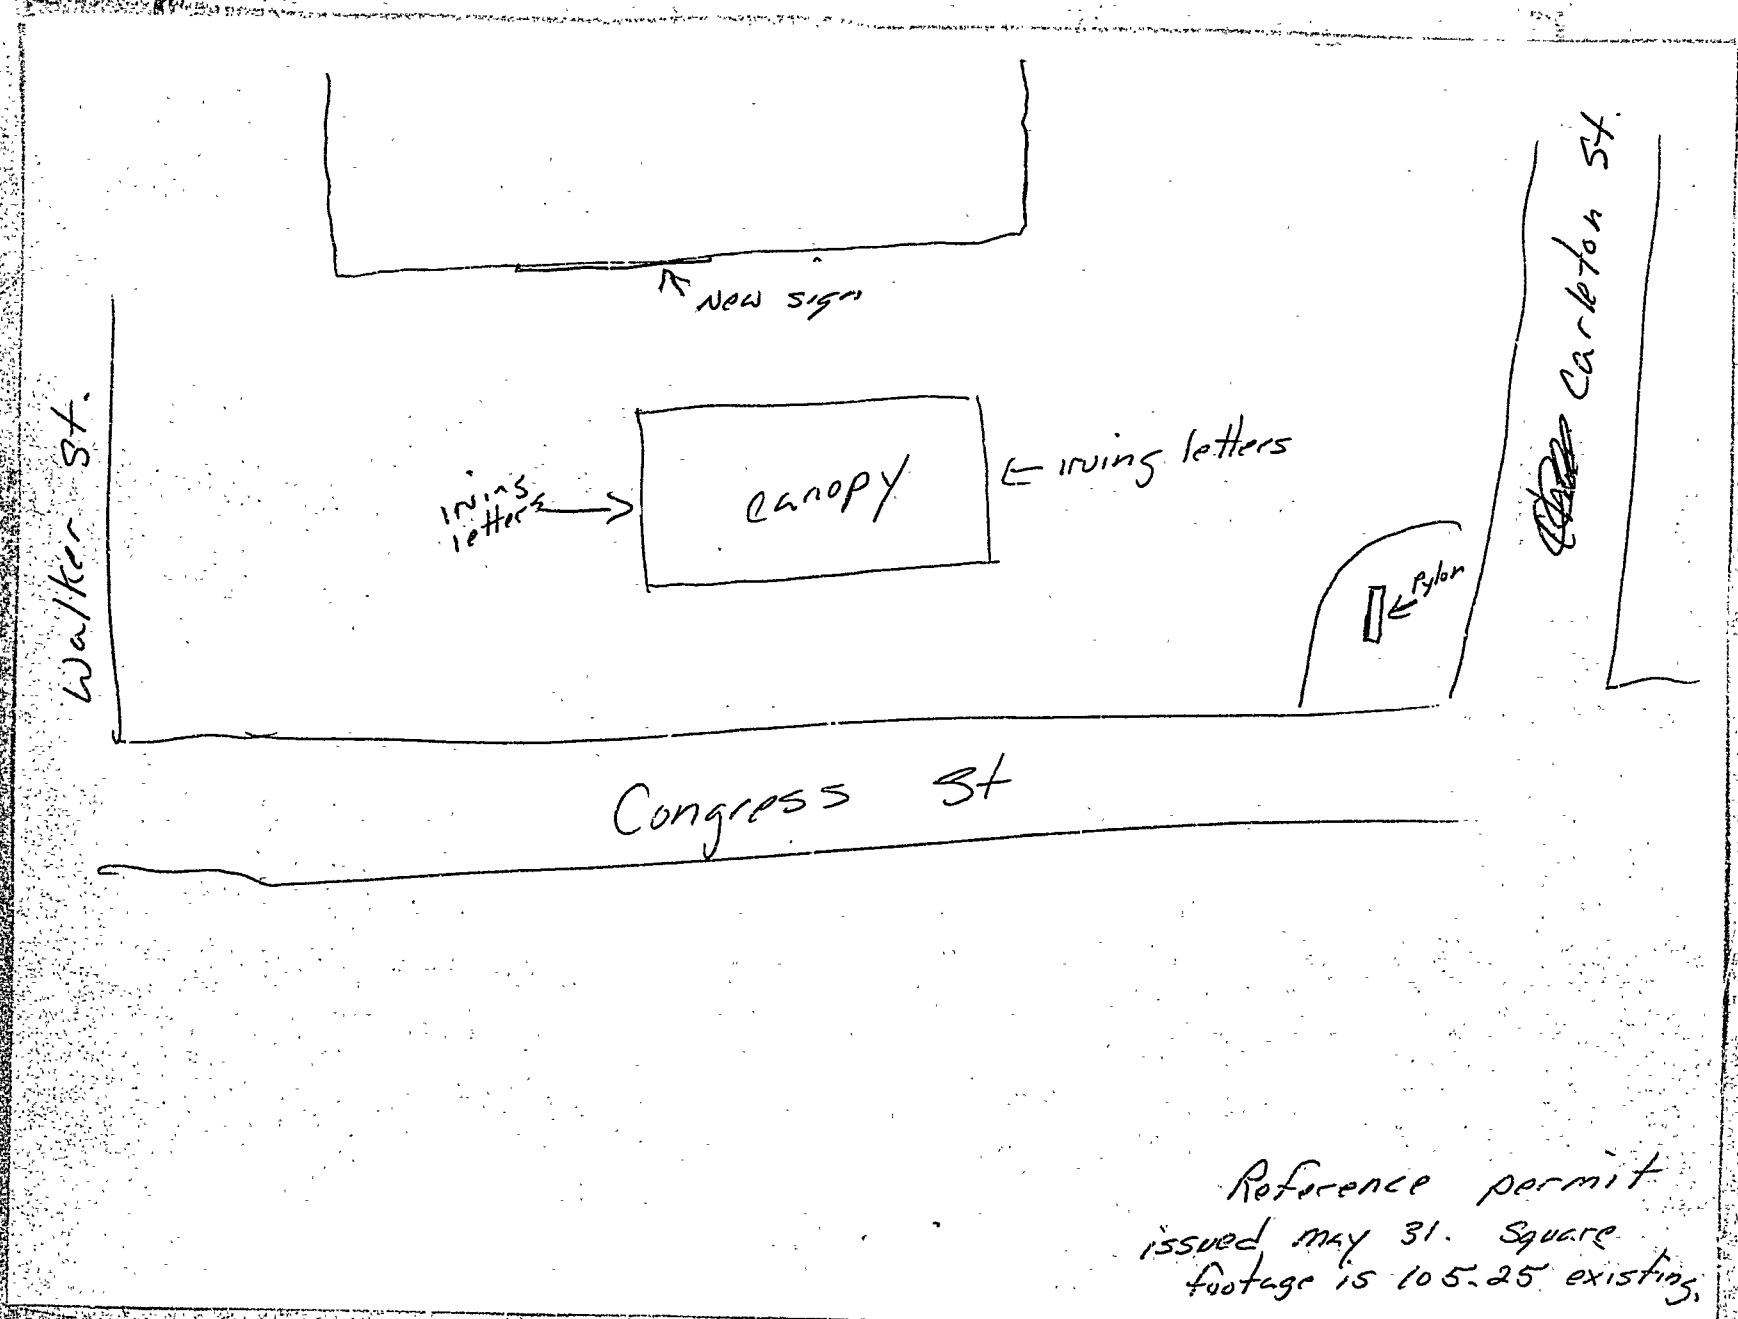 Carleton St.
New sign
Walker St.
irving letters
irving
letters
canopy
Pylon
Congress St
Reference permit
issued may 31. Square
footage is 105.25 existing.